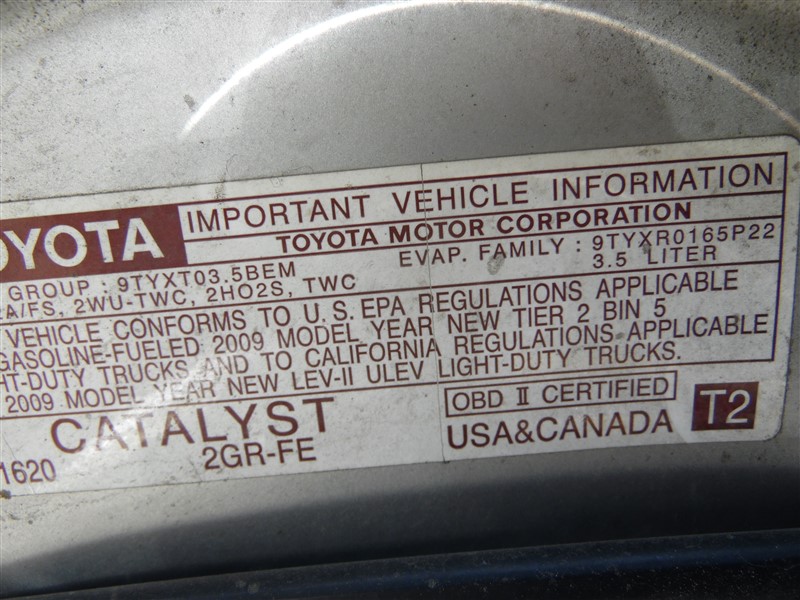 OYOTA
IMPORTANT VEHICLE INFORMATION
TOYOTA MOTOR CORPORATION
GROUP : 9TYXT03.5BEM
EVAP. FAMILY : 9TYXR0165P22
2A/FS, 2WU-TWC, 2HO2S, TWC
3.5 LITER
VEHICLE CONFORMS TO U.S. EPA REGULATIONS APPLICABLE
GASOLINE-FUELED 2009 MODEL YEAR NEW TIER 2 BIN 5
HT-DUTY TRUCKS AND TO CALIFORNIA REGULATIONS APPLICABLE
2009 MODEL YEAR NEW LEV-II ULEV LIGHT-DUTY TRUCKS.
CATALYST
OBD II CERTIFIED
T2
1620
2GR-FE
USA&CANADA